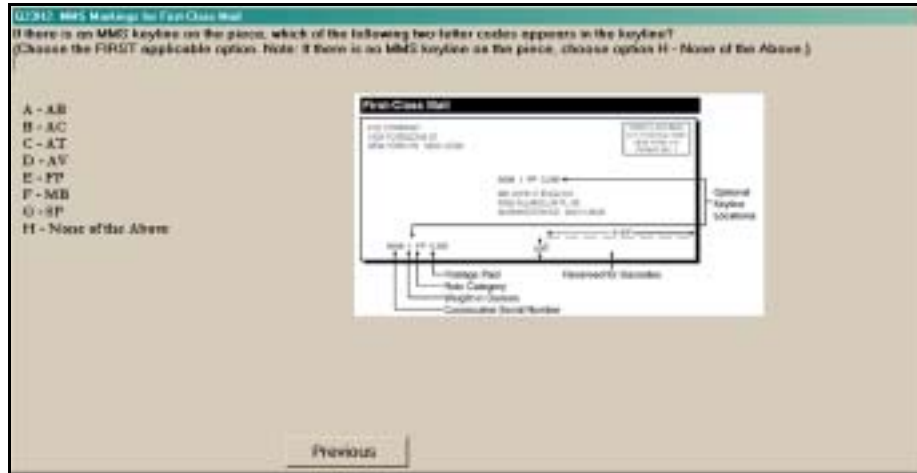 Q23H2. MMS Markings for First-Class Mail
If there is an MMS keyline on the piece, which of the following two-letter codes appears in the keyline?
(Choose the FIRST applicable option. Note: If there is no MMS keyline on the piece, choose option H - None of the Above.)
A - AB
B - AC
C - AT
D - AV
E - FP
F - MB
G - SP
H - None of the Above
First-Class Mail
Optional
Keyline
Locations
Postage Paid
Reserved for Barcodes
Rate Category
Weight in Ounces
Consecutive Serial Number
Previous